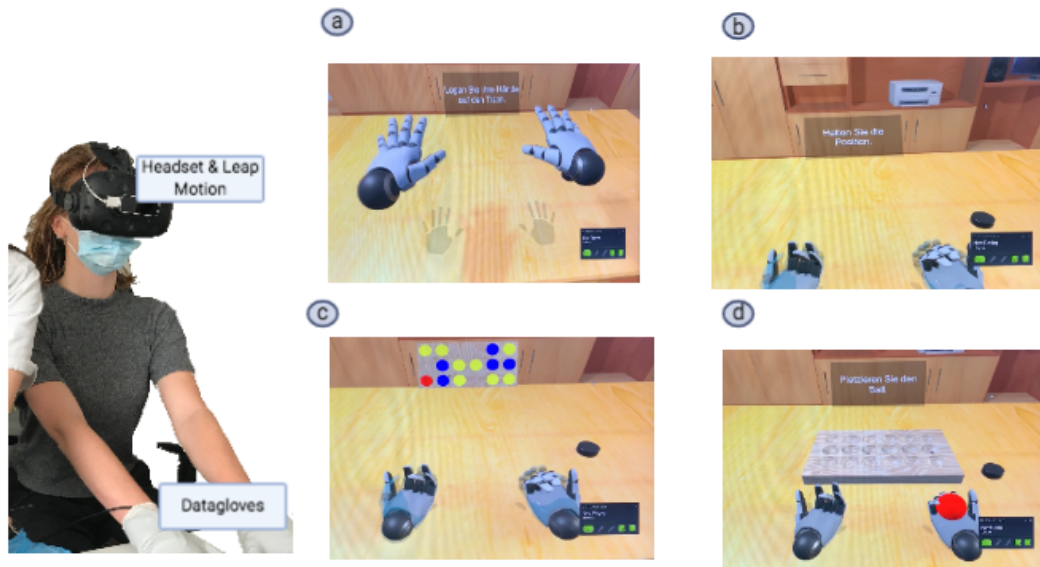 a
b
Legen Sie Ihre Hände
auf den Tisch.
Halten Sie die
Position.
Headset & Leap
Motion
c
d
Platzieren Sie den
Ball.
Datagloves